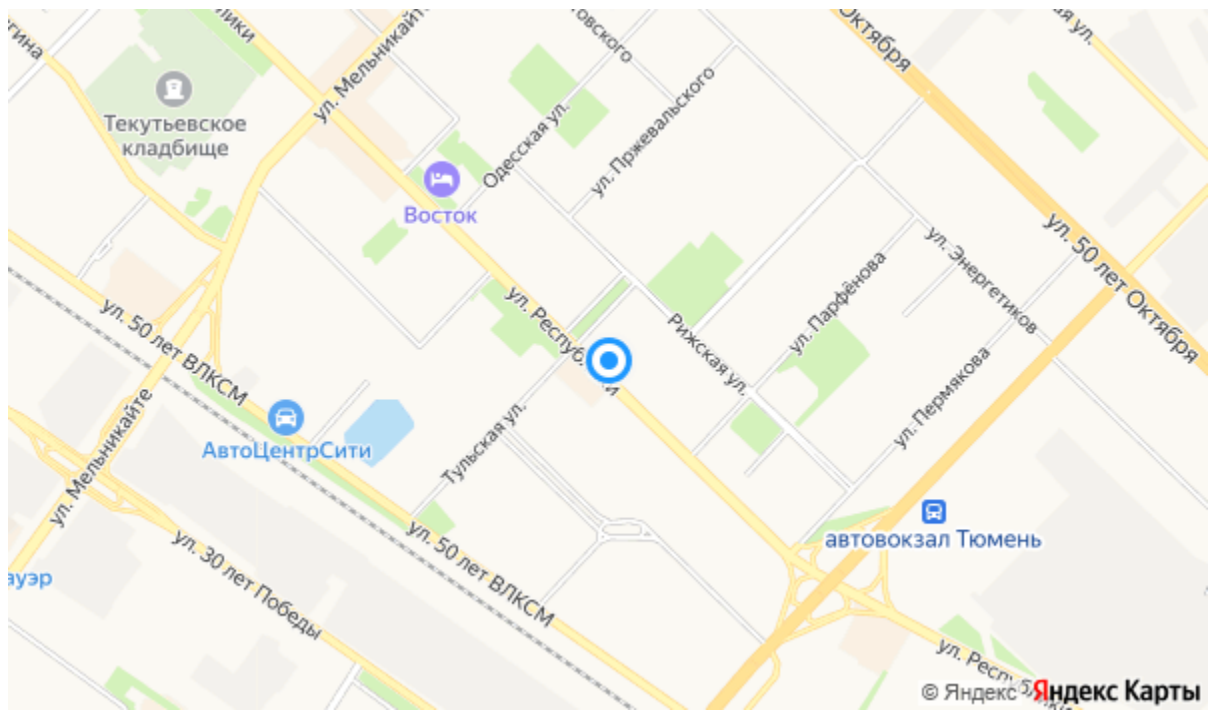 ул. Мельникайте
Октября
ул.
Текутьевское
кладбище
Одесская ул.
ул. Пржевальского
Восток
ул. 50 лет Октября
ул. Энергетиков
ул. Парфёнова
ул. 50 лет ВЛКСМ
Рижская ул.
ул. Пермякова
АвтоЦентрСити
Тульская ул.
ул. Мельникайте
автовокзал Тюмень
ул. 50 лет ВЛКСМ
ул. 30 лет Победы
© Яндекс
Яндекс Карты